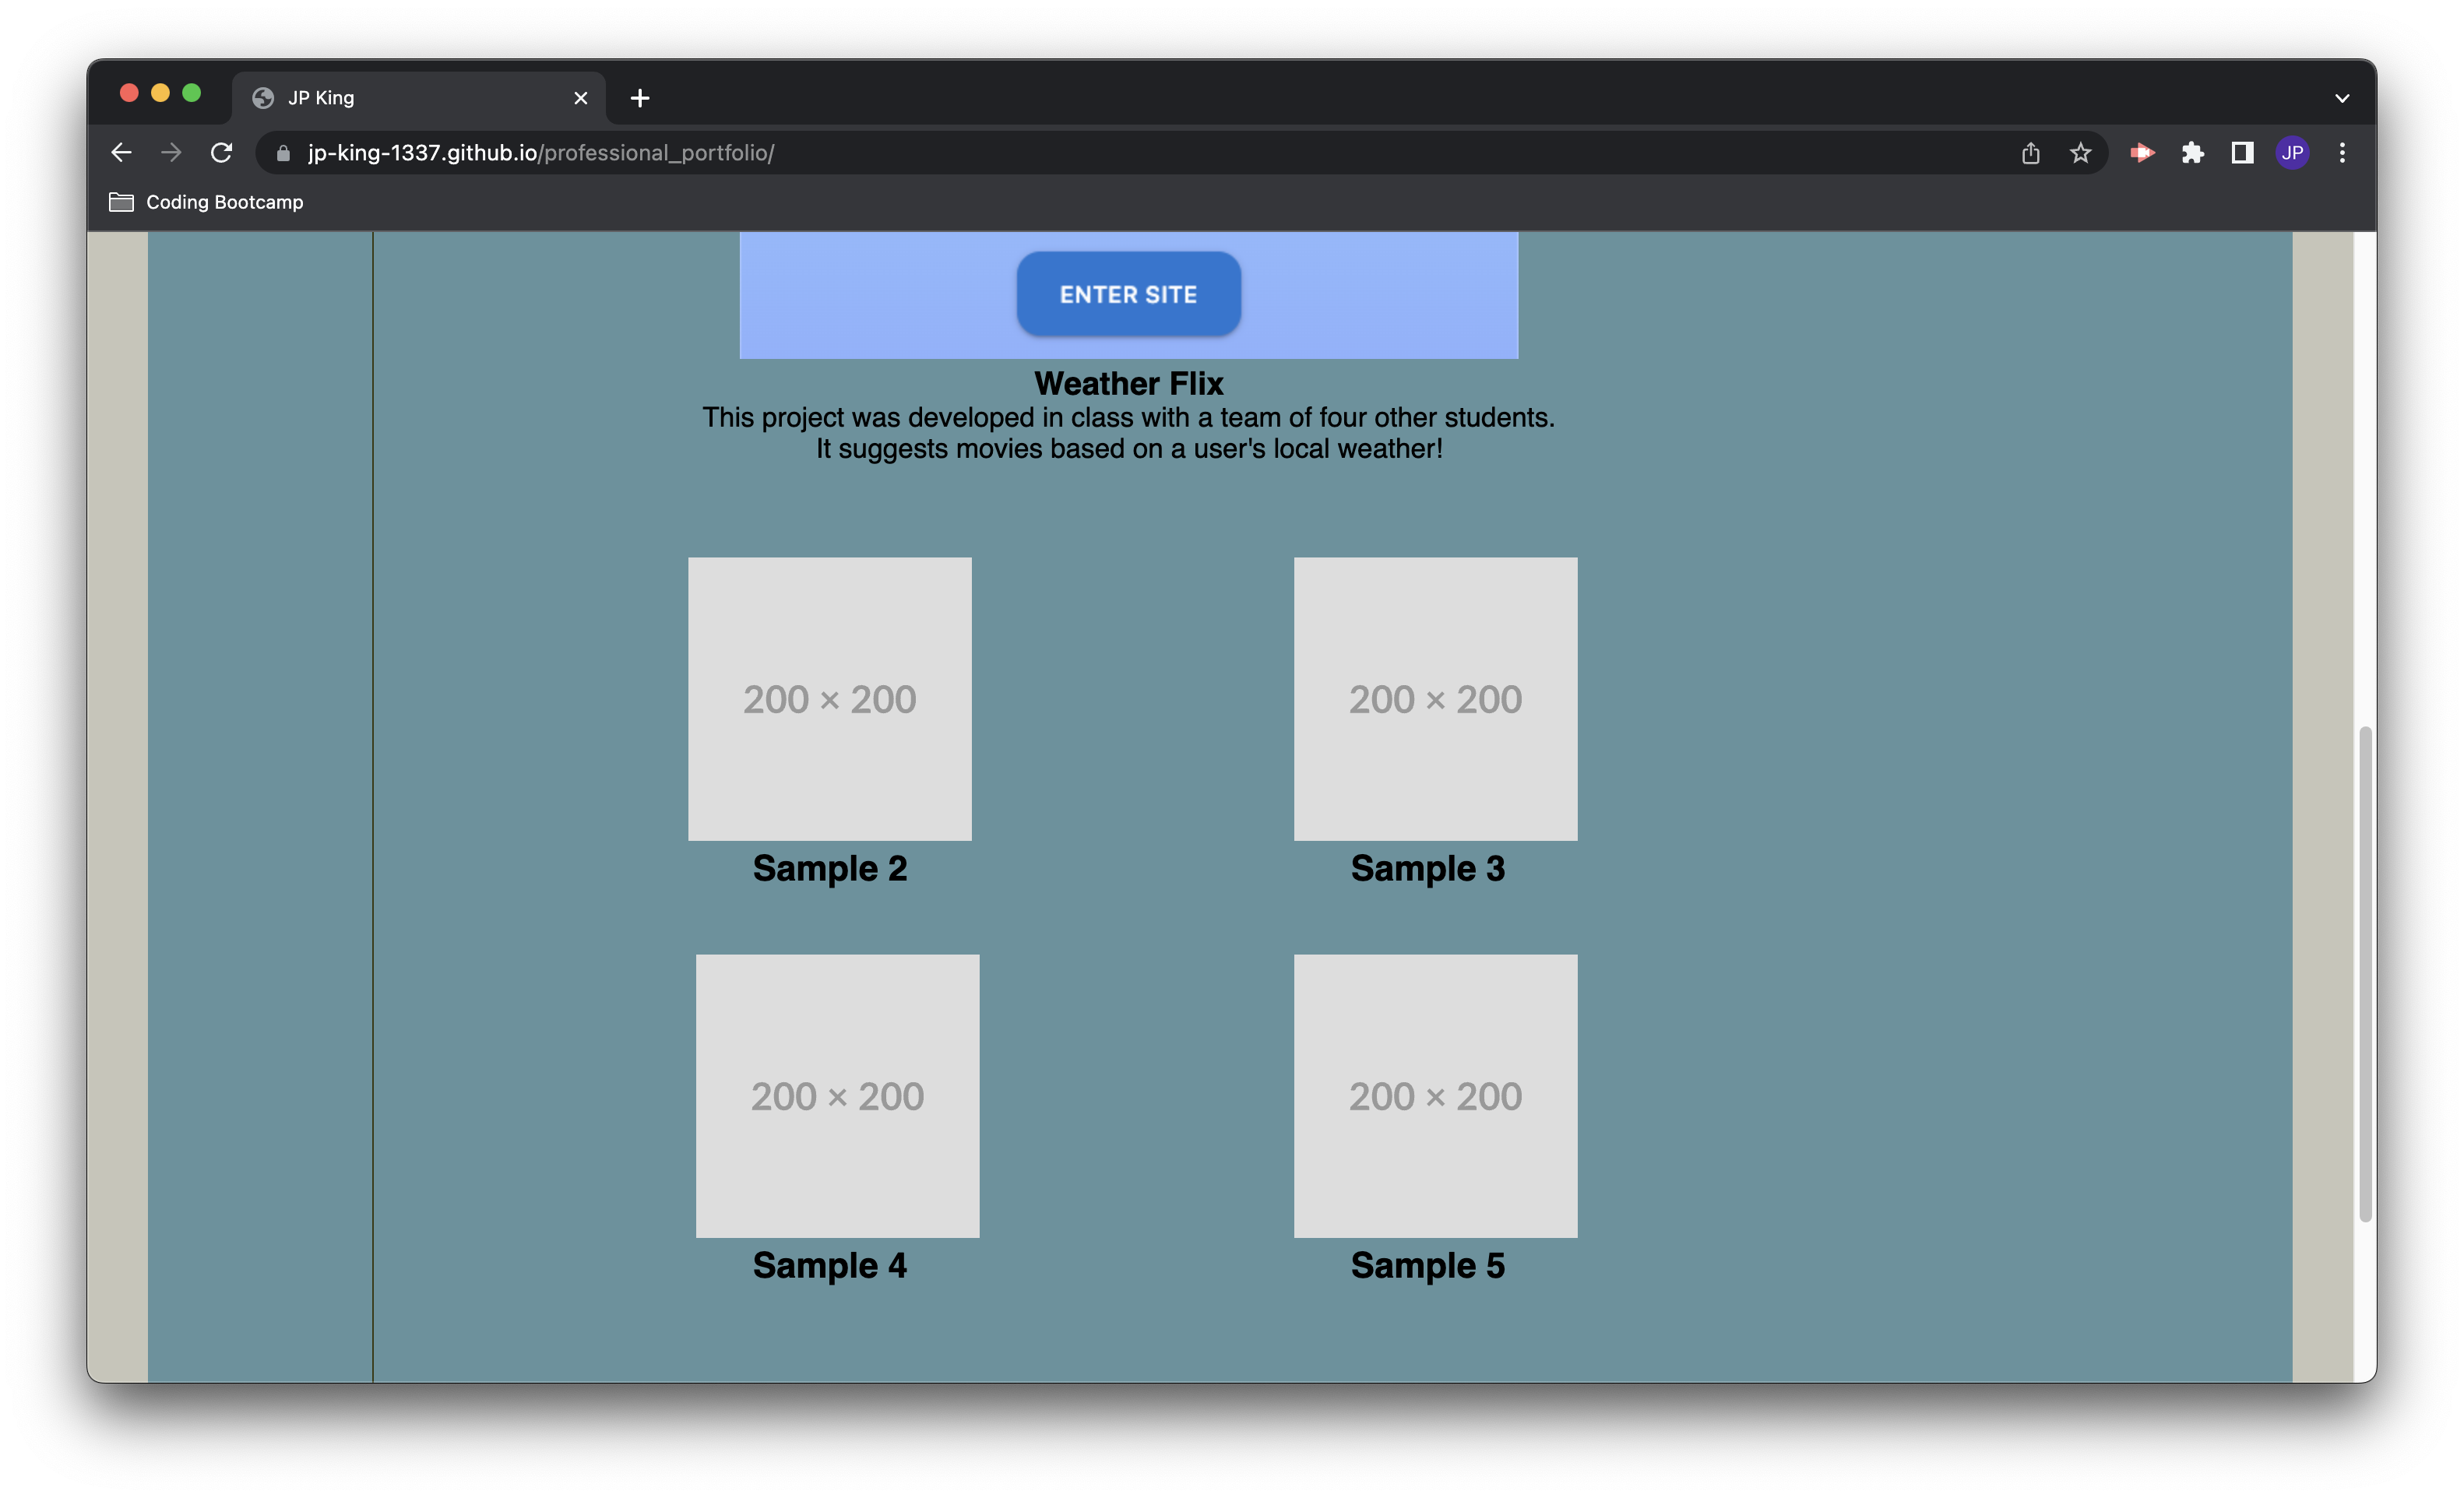 JP King
jp-king-1337.github.io/professional_portfolio/
JP
Coding Bootcamp
ENTER SITE
Weather Flix
This project was developed in class with a team of four other students.
It suggests movies based on a user's local weather!
200 × 200
200 × 200
Sample 2
Sample 3
200 × 200
200 × 200
Sample 4
Sample 5